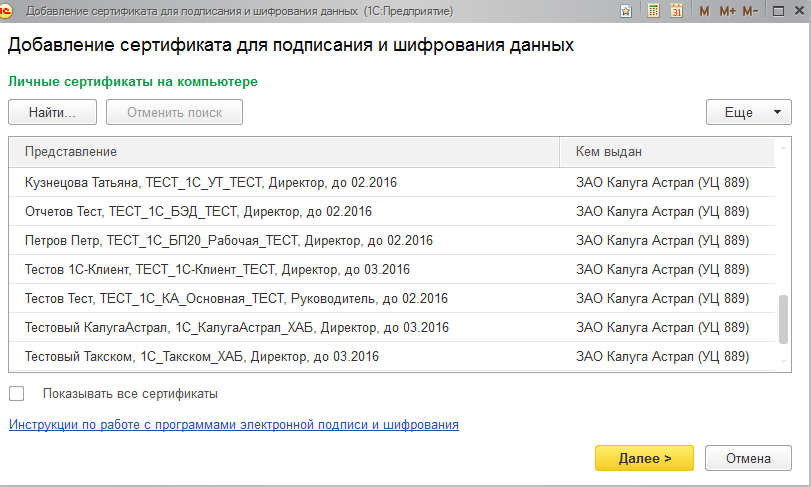 Добавление сертификата для подписания и шифрования данных (1С:Предприятие)
M M+ M-
Добавление сертификата для подписания и шифрования данных
Личные сертификаты на компьютере
Найти... Отменить поиск Еще
Представление Кем выдан
Кузнецова Татьяна, ТЕСТ_1С_УТ_ТЕСТ, Директор, до 02.2016 ЗАО Калуга Астрал (УЦ 889)
Отчетов Тест, ТЕСТ_1С_БЭД_ТЕСТ, Директор, до 02.2016 ЗАО Калуга Астрал (УЦ 889)
Петров Петр, ТЕСТ_1С_БП20_Рабочая_ТЕСТ, Директор, до 02.2016 ЗАО Калуга Астрал (УЦ 889)
Тестов 1С-Клиент, ТЕСТ_1С-Клиент_ТЕСТ, Директор, до 03.2016 ЗАО Калуга Астрал (УЦ 889)
Тестов Тест, ТЕСТ_1С_КА_Основная_ТЕСТ, Руководитель, до 02.2016 ЗАО Калуга Астрал (УЦ 889)
Тестовый КалугаАстрал, 1С_КалугаАстрал_ХАБ, Директор, до 03.2016 ЗАО Калуга Астрал (УЦ 889)
Тестовый Такском, 1С_Такском_ХАБ, Директор, до 03.2016 ЗАО Калуга Астрал (УЦ 889)
Показывать все сертификаты
Инструкции по работе с программами электронной подписи и шифрования
Далее > Отмена